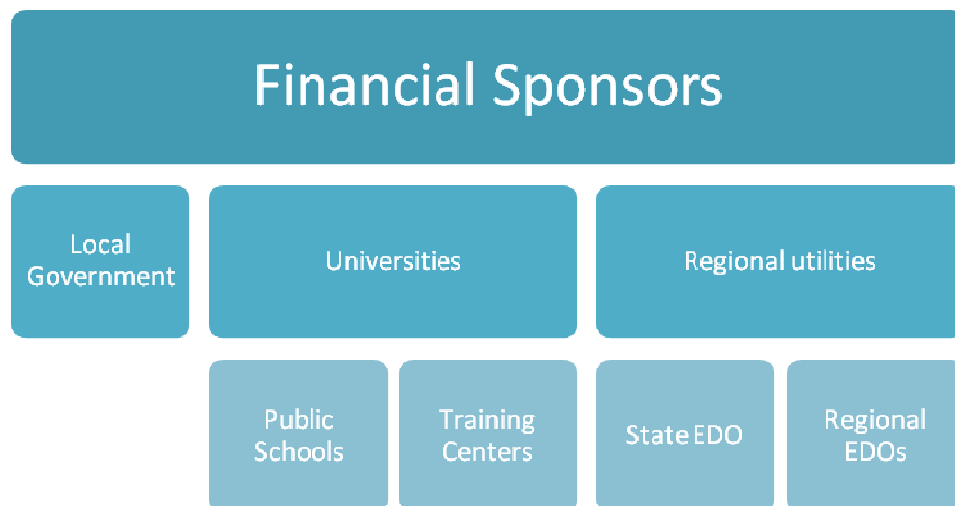 Financial Sponsors
Local
Government
Universities
Regional utilities
Public
Schools
Training
Centers
State EDO
Regional
EDOs